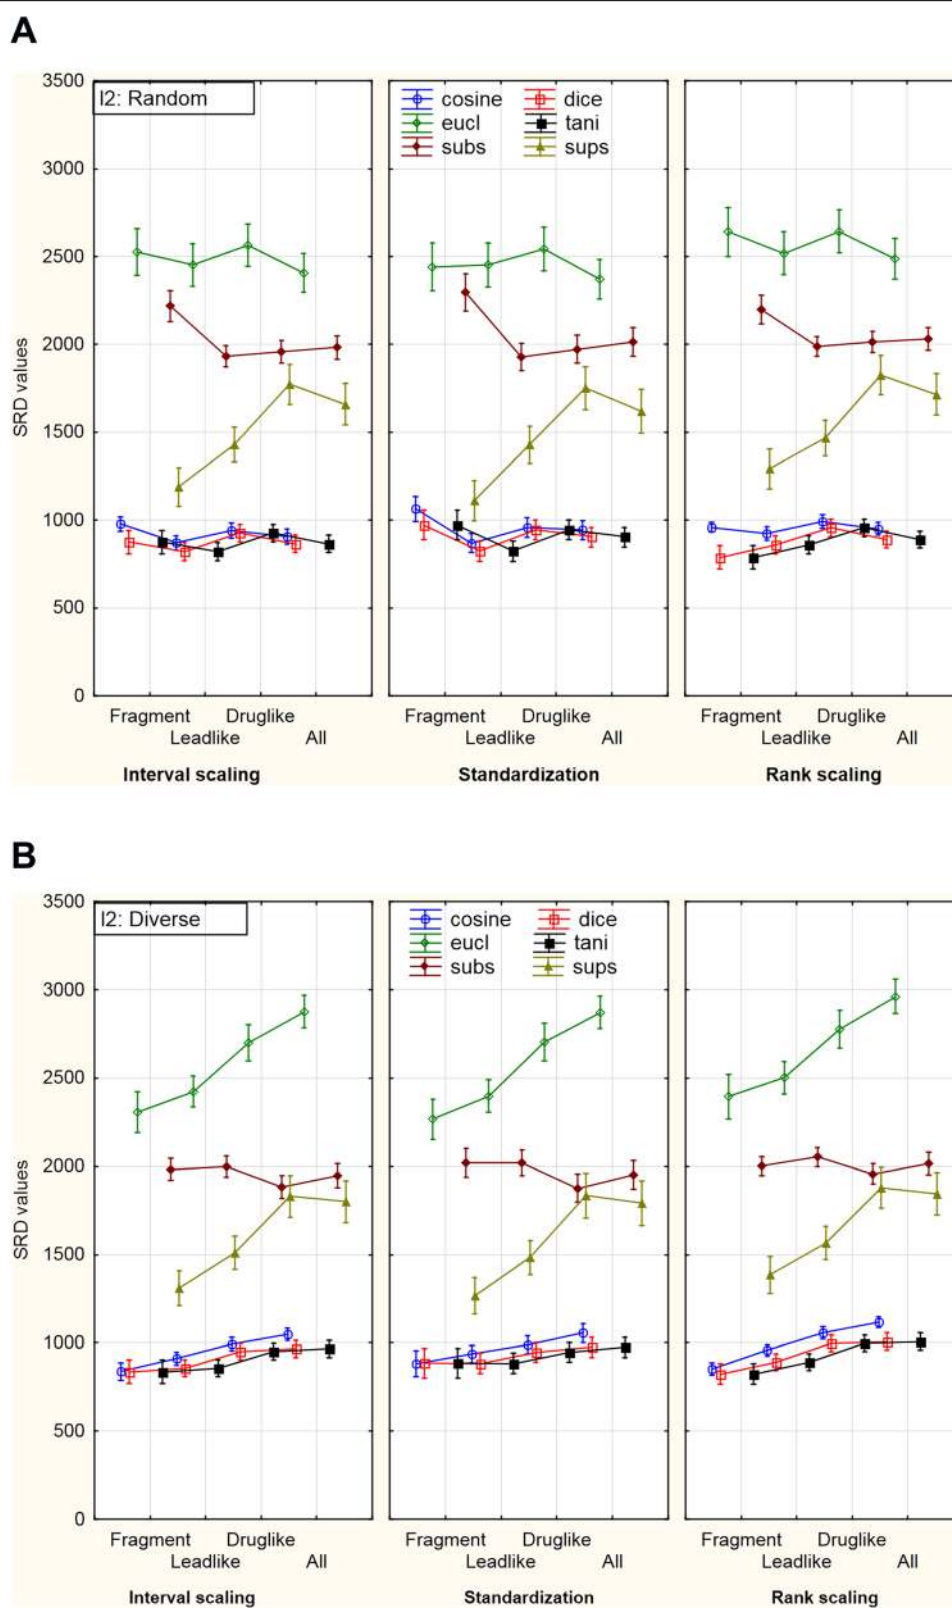 A
3500
3000
2500
2000
1500
1000
500
0
SRD values
I2: Random
cosine dice
eucl tani
subs sups
Fragment Druglike Fragment Druglike Fragment Druglike
Leadlike All Leadlike All Leadlike All
Interval scaling Standardization Rank scaling
B
3500
3000
2500
2000
1500
1000
500
0
SRD values
I2: Diverse
cosine dice
eucl tani
subs sups
Fragment Druglike Fragment Druglike Fragment Druglike
Leadlike All Leadlike All Leadlike All
Interval scaling Standardization Rank scaling